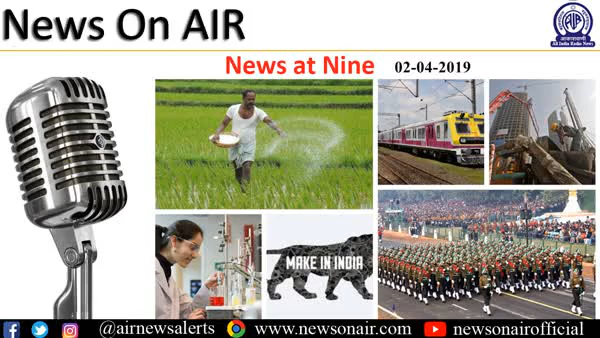 News On AIR
AIR
आकाशवाणी
All India Radio News
News at Nine
02-04-2019
MAKE IN INDIA
@airnewsalerts
www.newsonair.com
newsonairofficial